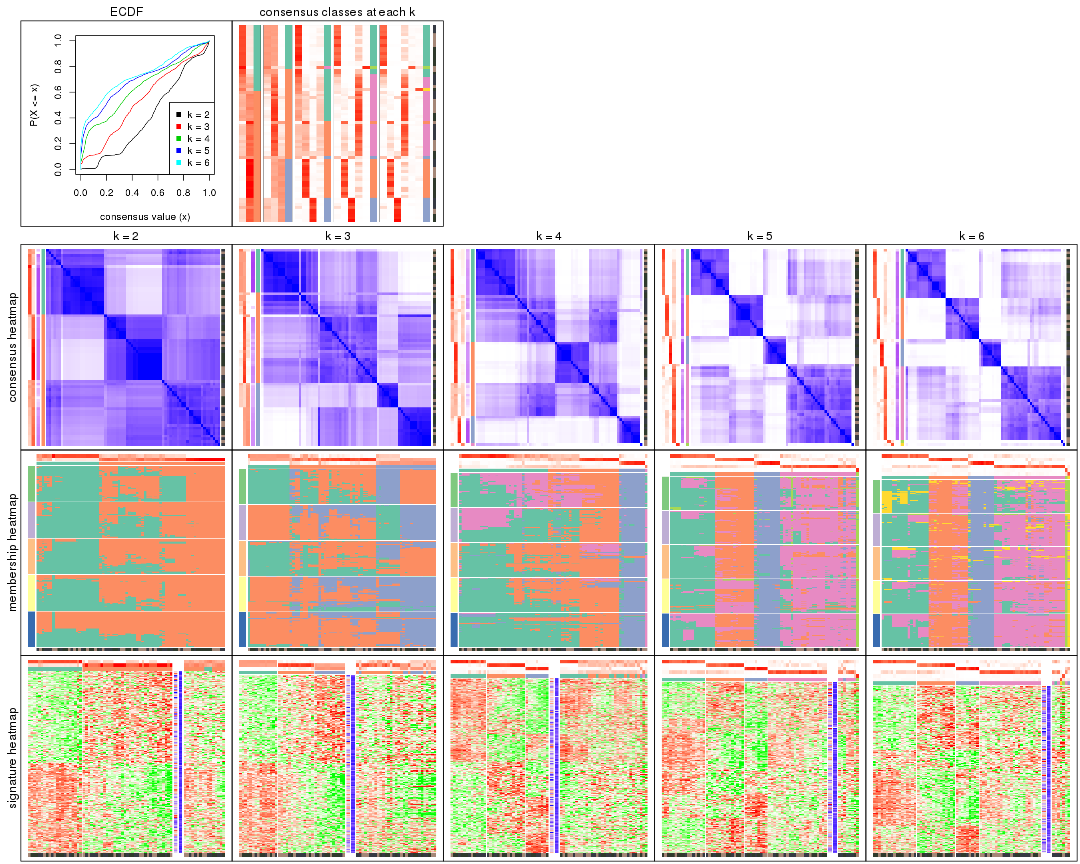 ECDF
consensus classes at each k
P(X <= x)
0.0 0.2 0.4 0.6 0.8 1.0
k = 2
k = 3
k = 4
k = 5
k = 6
0.0 0.2 0.4 0.6 0.8 1.0
consensus value (x)
k = 2
k = 3
k = 4
k = 5
k = 6
consensus heatmap
membership heatmap
signature heatmap